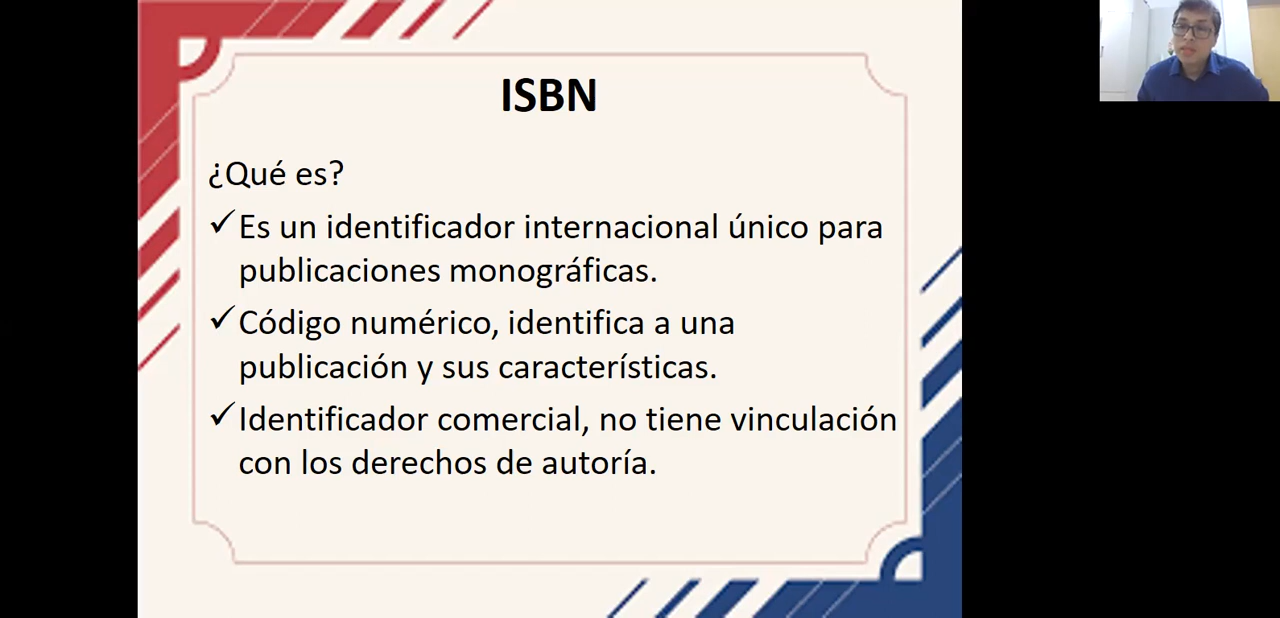 ISBN
¿Qué es?
✓Es un identificador internacional único para
publicaciones monográficas.
✓Código numérico, identifica a una
publicación y sus características.
✓Identificador comercial, no tiene vinculación
con los derechos de autoría.